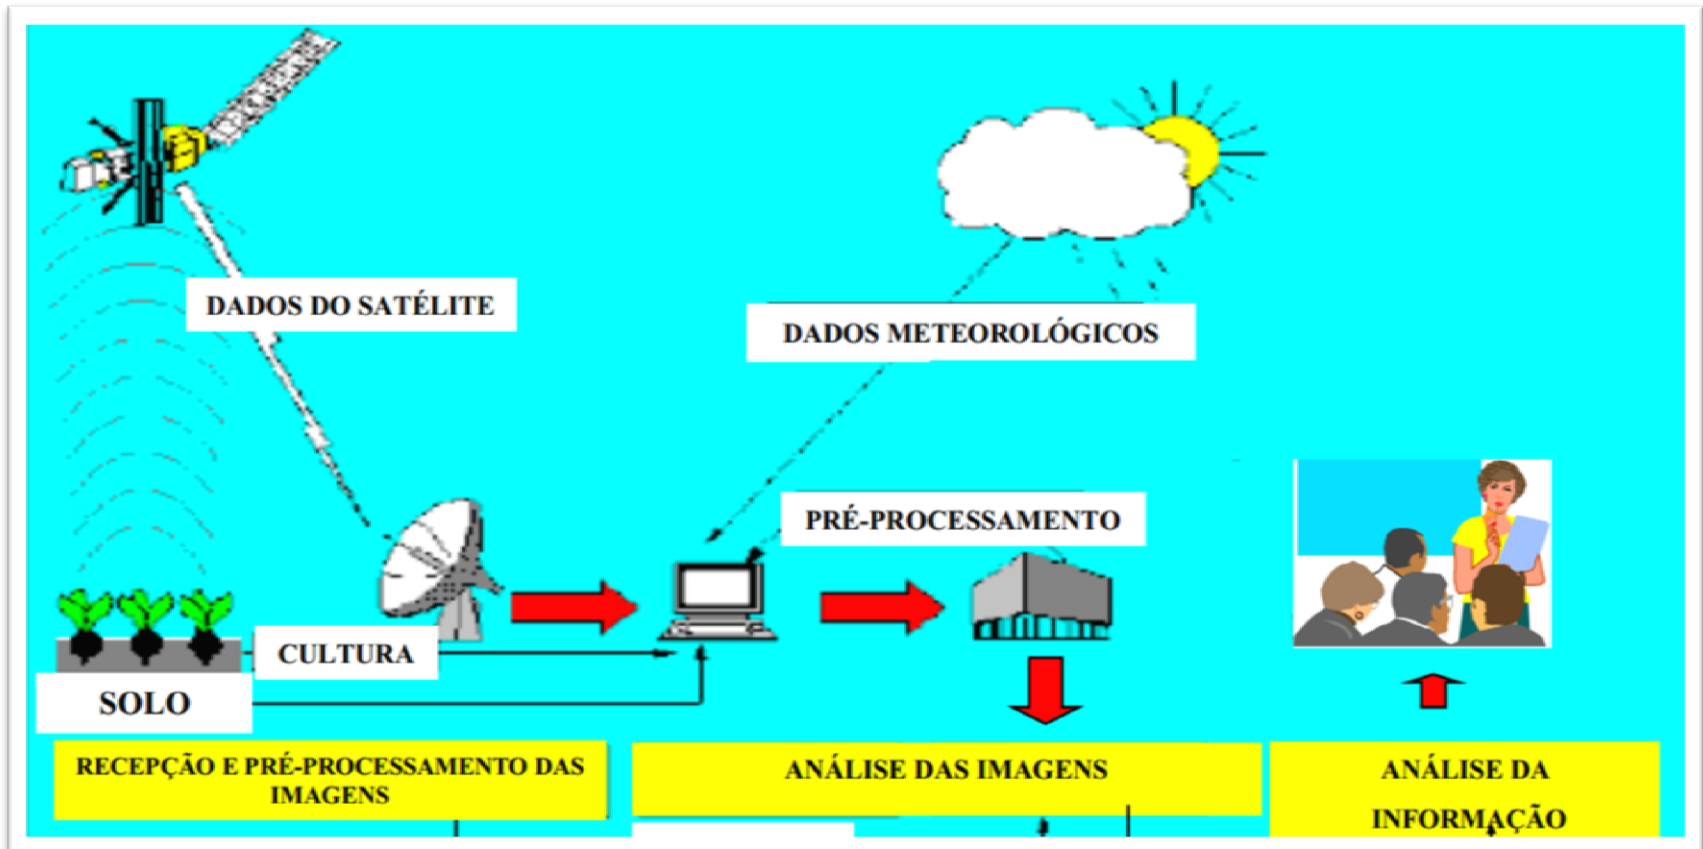 DADOS DO SATÉLITE
DADOS METEOROLÓGICOS
PRÉ-PROCESSAMENTO
CULTURA
SOLO
RECEPÇÃO E PRÉ-PROCESSAMENTO DAS
IMAGENS
ANÁLISE DAS IMAGENS
ANÁLISE DA
INFORMAÇÃO